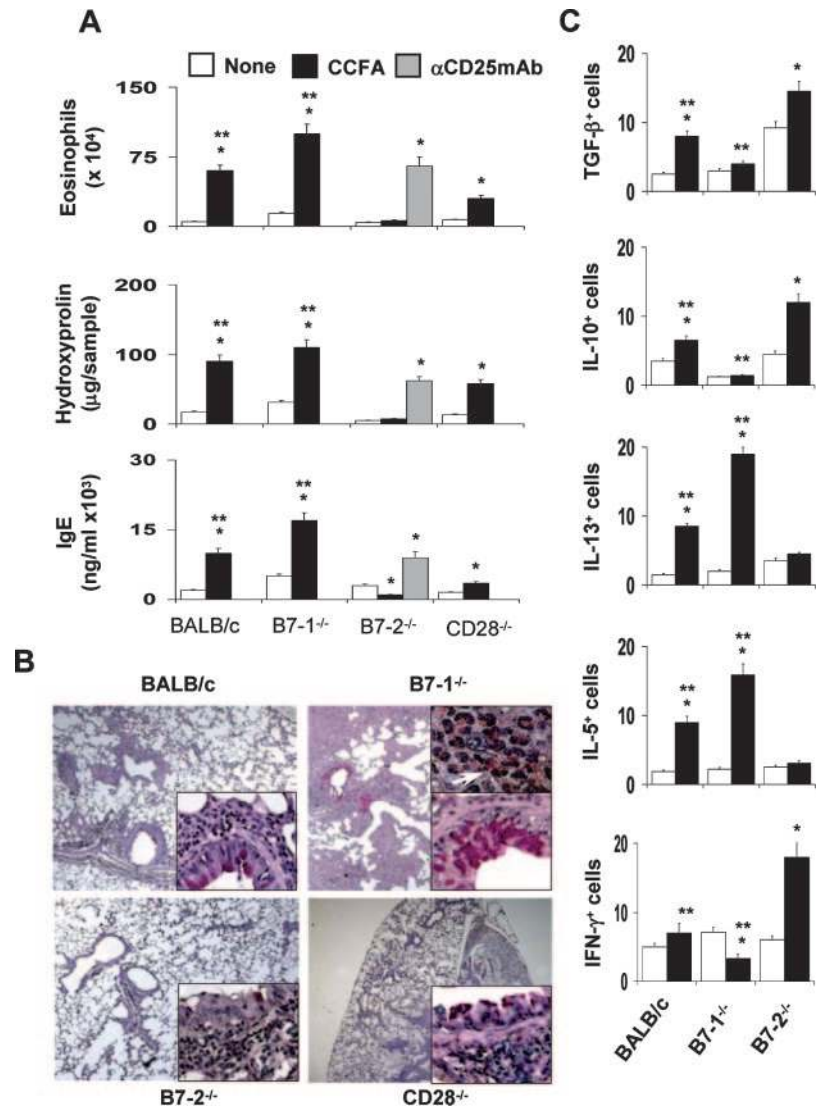 A
None CCFA αCD25mAb
Eosinophils
(x 10⁴)
150
75
0
** * ** * * *
Hydroxyprolin
(µg/sample)
200
100
0
** * ** * * *
IgE
(ng/ml x10³)
30
15
0
** * ** * * * *
BALB/c B7-1⁻/⁻ B7-2⁻/⁻ CD28⁻/⁻
B
BALB/c B7-1⁻/⁻
B7-2⁻/⁻ CD28⁻/⁻
C
TGF-β⁺ cells
20
10
0
** * ** *
IL-10⁺ cells
20
10
0
** * ** *
IL-13⁺ cells
20
10
0
** * ** *
IL-5⁺ cells
20
10
0
** * ** *
IFN-γ⁺ cells
20
10
0
** ** * *
BALB/c B7-1⁻/⁻ B7-2⁻/⁻